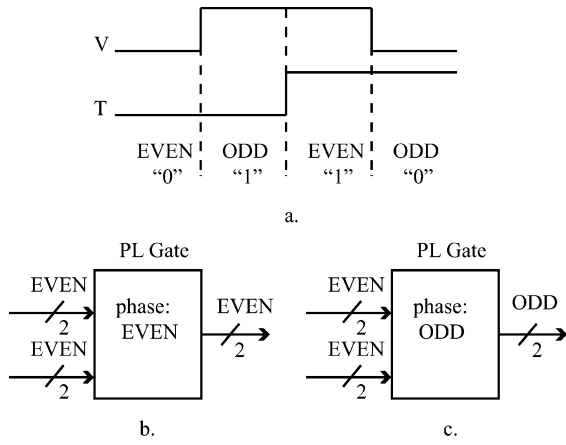 V
T
EVEN ODD EVEN ODD
“0” “1” “1” “0”
a.
PL Gate
EVEN
2
EVEN
2
phase:
EVEN
EVEN
2
b.
PL Gate
EVEN
2
EVEN
2
phase:
ODD
ODD
2
c.